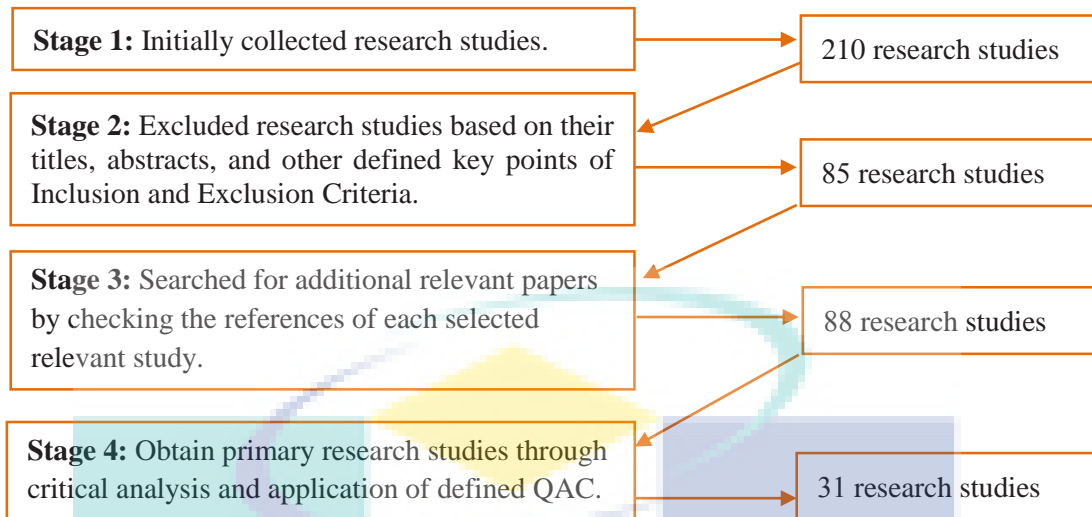 Stage 1: Initially collected research studies.
210 research studies
Stage 2: Excluded research studies based on their
titles, abstracts, and other defined key points of
Inclusion and Exclusion Criteria.
85 research studies
Stage 3: Searched for additional relevant papers
by checking the references of each selected
relevant study.
88 research studies
Stage 4: Obtain primary research studies through
critical analysis and application of defined QAC.
31 research studies